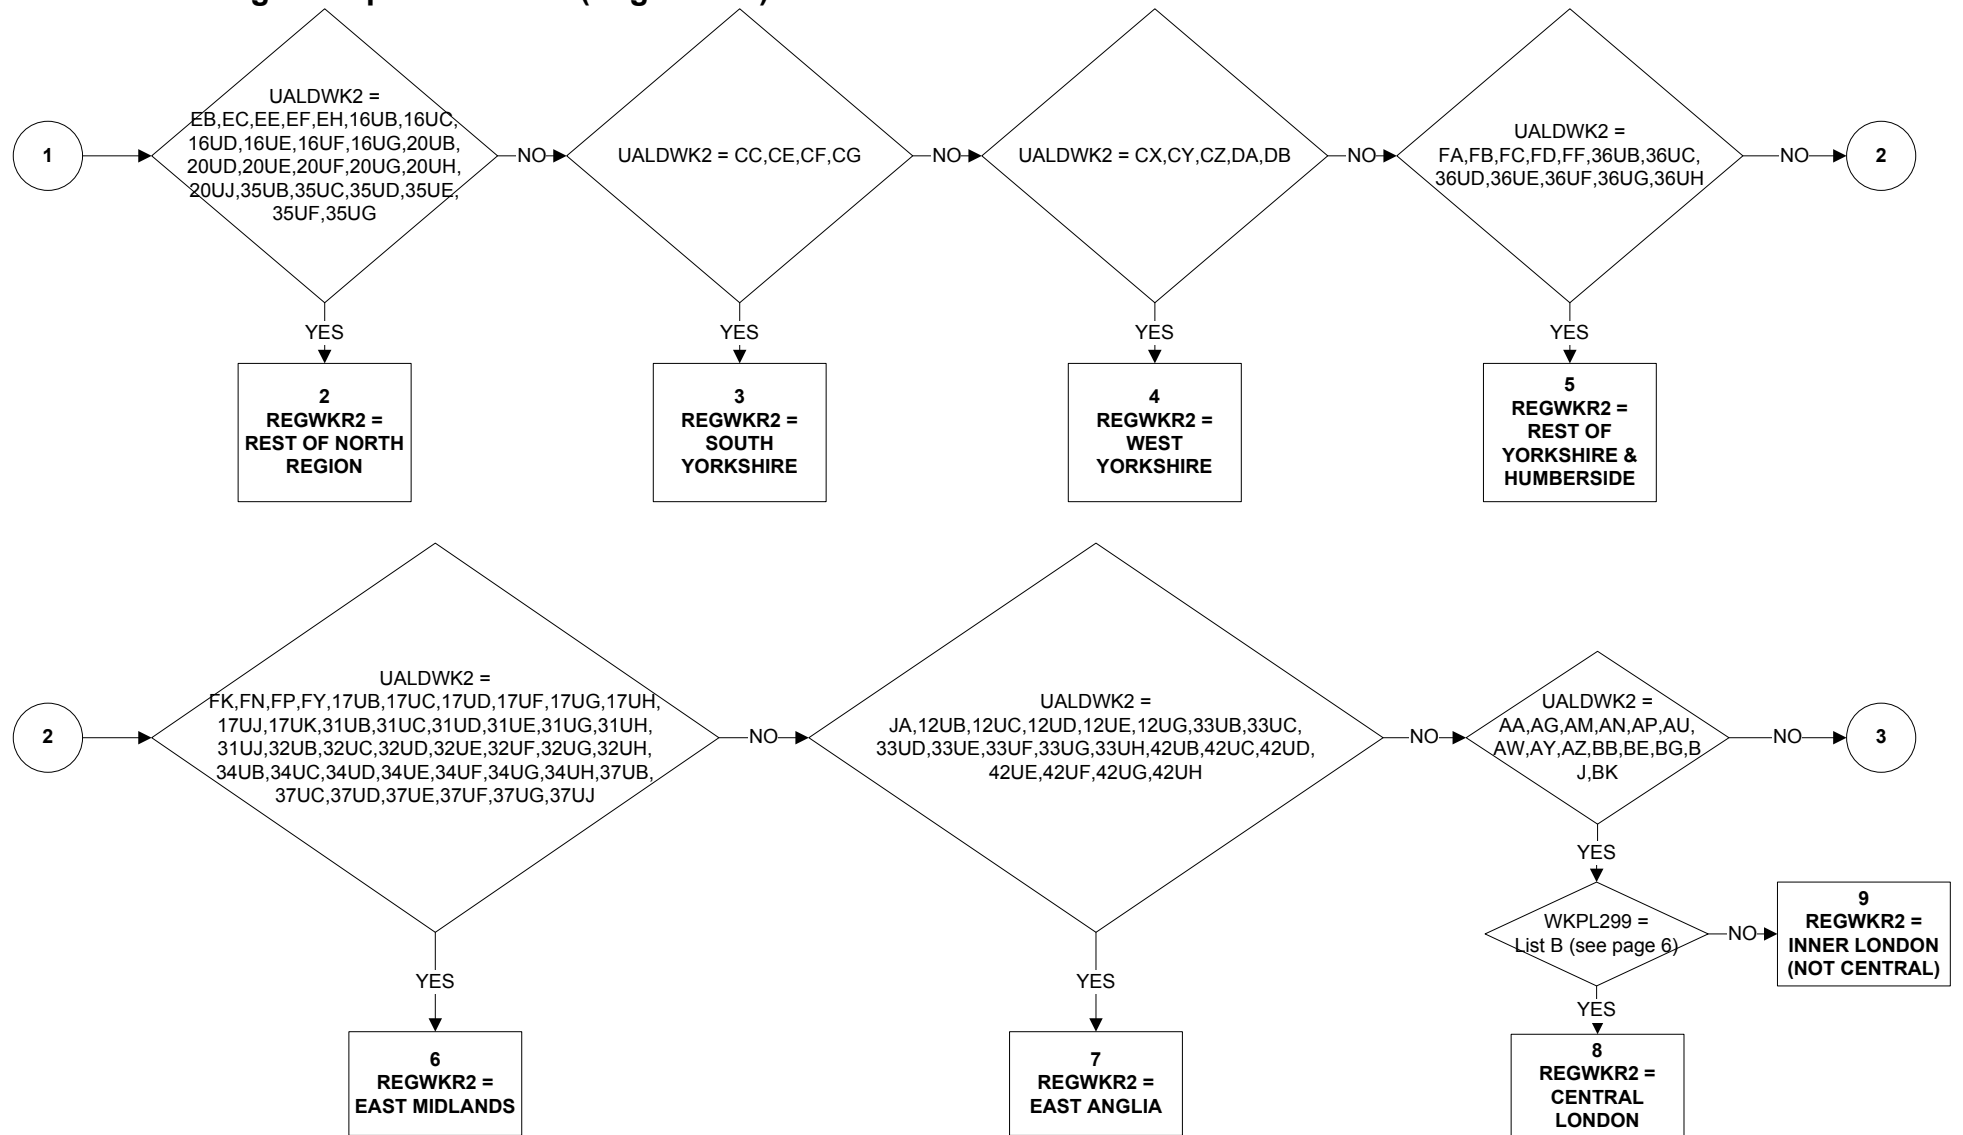 1
UALDWK2 =
EB,EC,EE,EF,EH,16UB,16UC,
16UD,16UE,16UF,16UG,20UB,
20UD,20UE,20UF,20UG,20UH,
20UJ,35UB,35UC,35UD,35UE,
35UF,35UG
NO
UALDWK2 = CC,CE,CF,CG
NO
UALDWK2 = CX,CY,CZ,DA,DB
NO
UALDWK2 =
FA,FB,FC,FD,FF,36UB,36UC,
36UD,36UE,36UF,36UG,36UH
NO
2
YES
YES
YES
YES
2
REGWKR2 =
REST OF NORTH
REGION
3
REGWKR2 =
SOUTH
YORKSHIRE
4
REGWKR2 =
WEST
YORKSHIRE
5
REGWKR2 =
REST OF
YORKSHIRE &
HUMBERSIDE
2
UALDWK2 =
FK,FN,FP,FY,17UB,17UC,17UD,17UF,17UG,17UH,
17UJ,17UK,31UB,31UC,31UD,31UE,31UG,31UH,
31UJ,32UB,32UC,32UD,32UE,32UF,32UG,32UH,
34UB,34UC,34UD,34UE,34UF,34UG,34UH,37UB,
37UC,37UD,37UE,37UF,37UG,37UJ
NO
UALDWK2 =
JA,12UB,12UC,12UD,12UE,12UG,33UB,33UC,
33UD,33UE,33UF,33UG,33UH,42UB,42UC,42UD,
42UE,42UF,42UG,42UH
NO
UALDWK2 =
AA,AG,AM,AN,AP,AU,
AW,AY,AZ,BB,BE,BG,B
J,BK
NO
3
YES
WKPL299 =
List B (see page 6)
NO
9
REGWKR2 =
INNER LONDON
(NOT CENTRAL)
YES
YES
YES
6
REGWKR2 =
EAST MIDLANDS
7
REGWKR2 =
EAST ANGLIA
8
REGWKR2 =
CENTRAL
LONDON